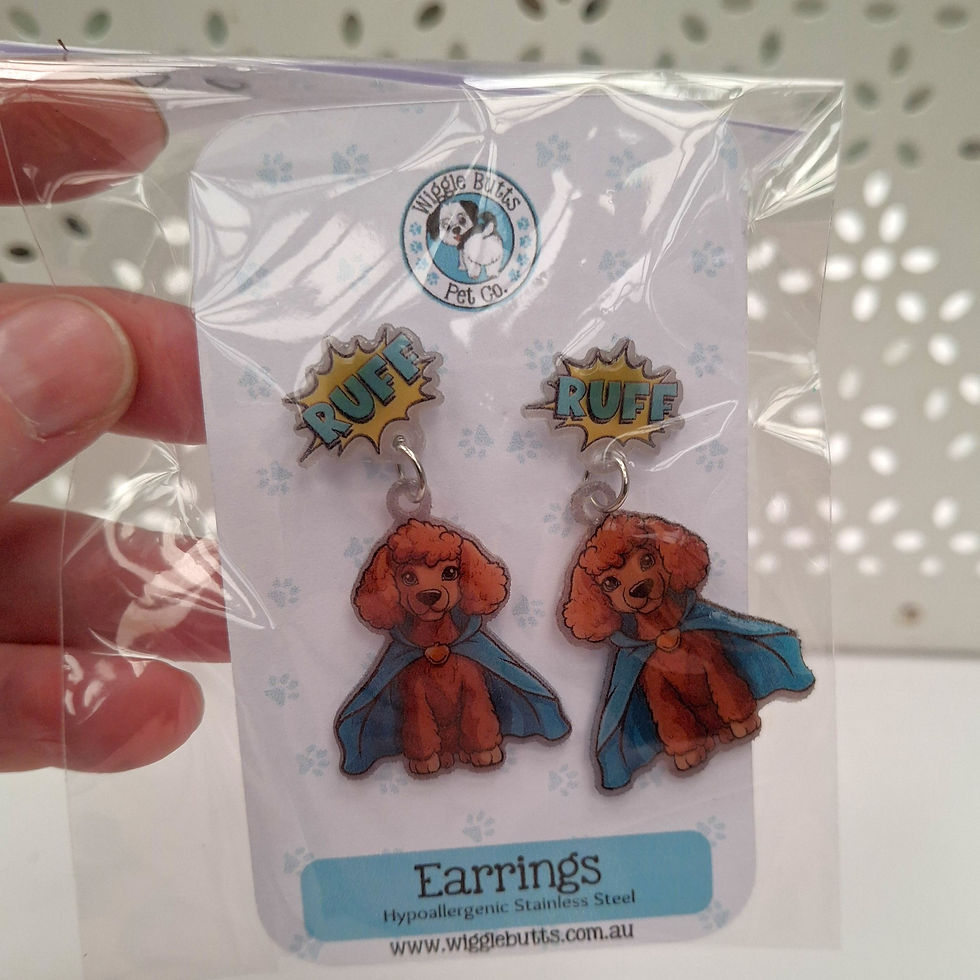 Wiggle Butts
Pet Co.
RUFF
RUFF
Earrings
Hypoallergenic Stainless Steel
www.wigglebutts.com.au